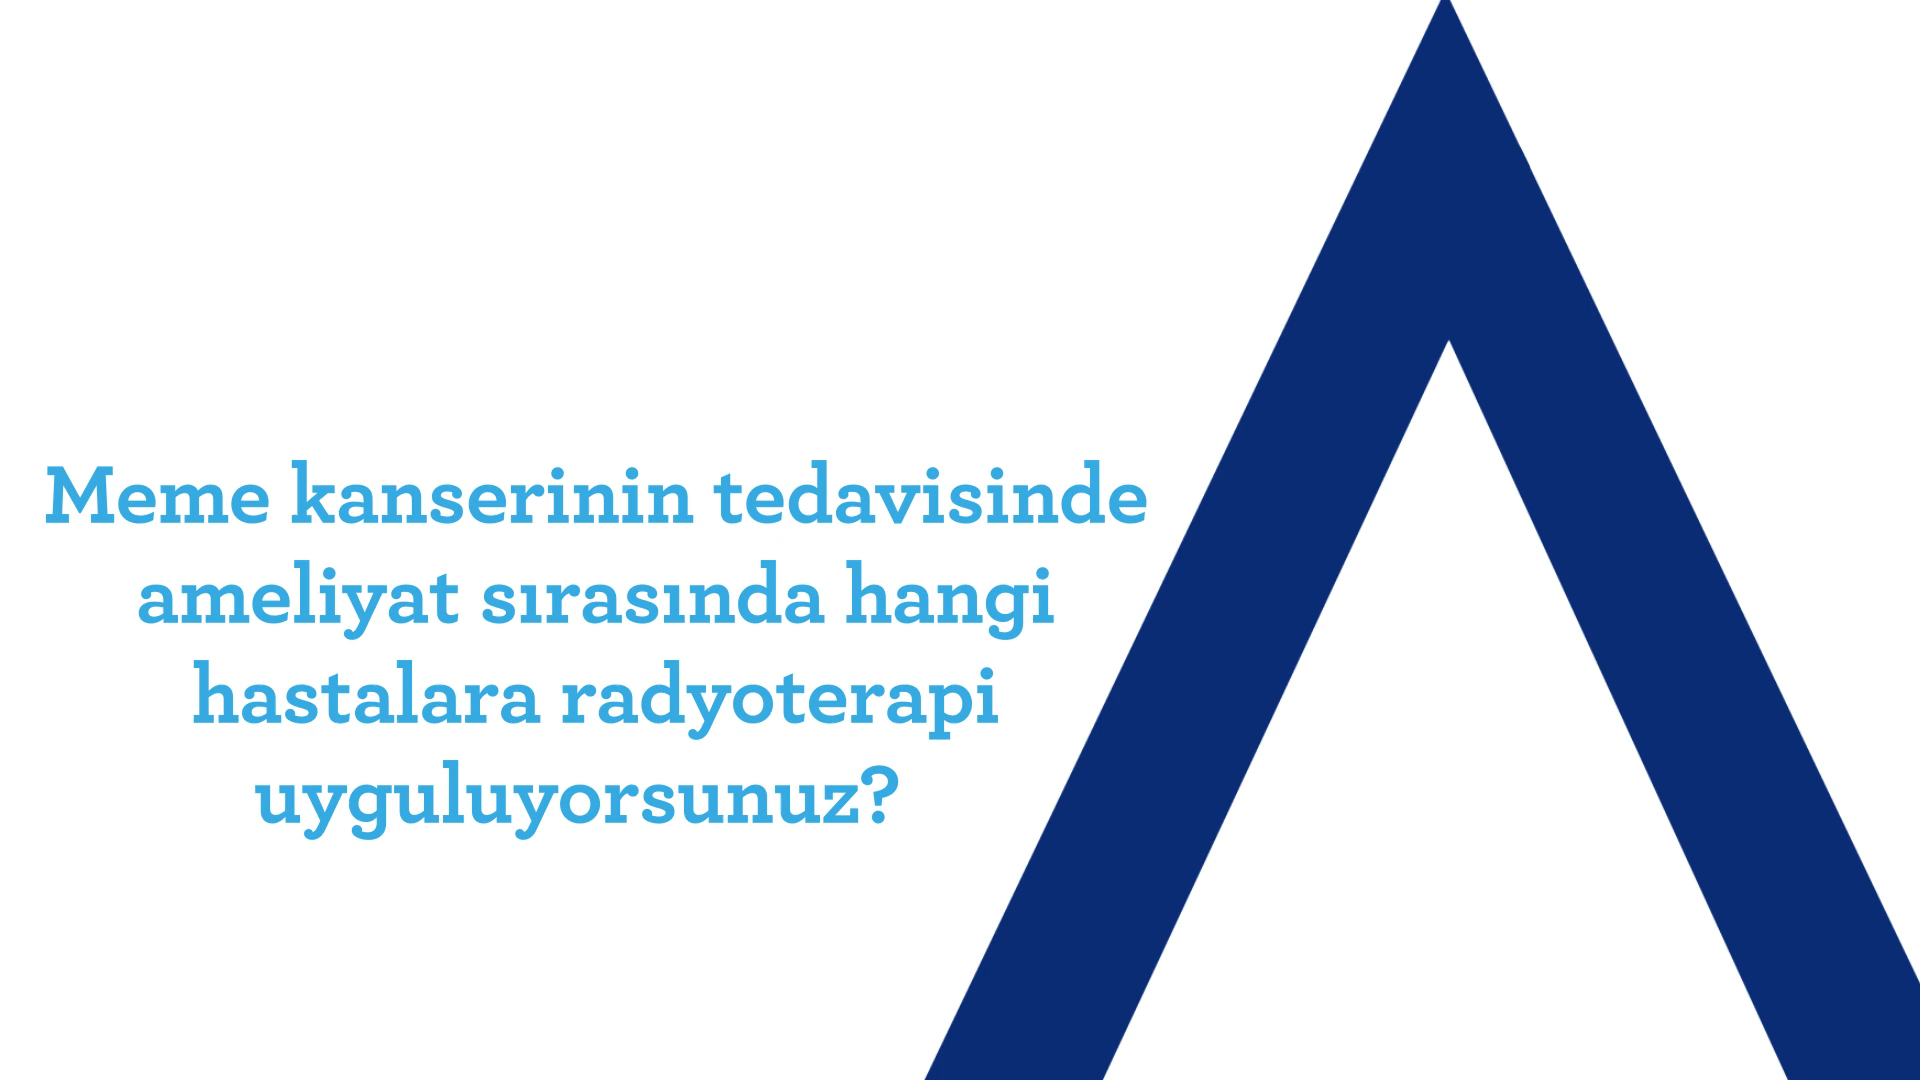 Meme kanserinin tedavisinde
ameliyat sırasında hangi
hastalara radyoterapi
uyguluyorsunuz?